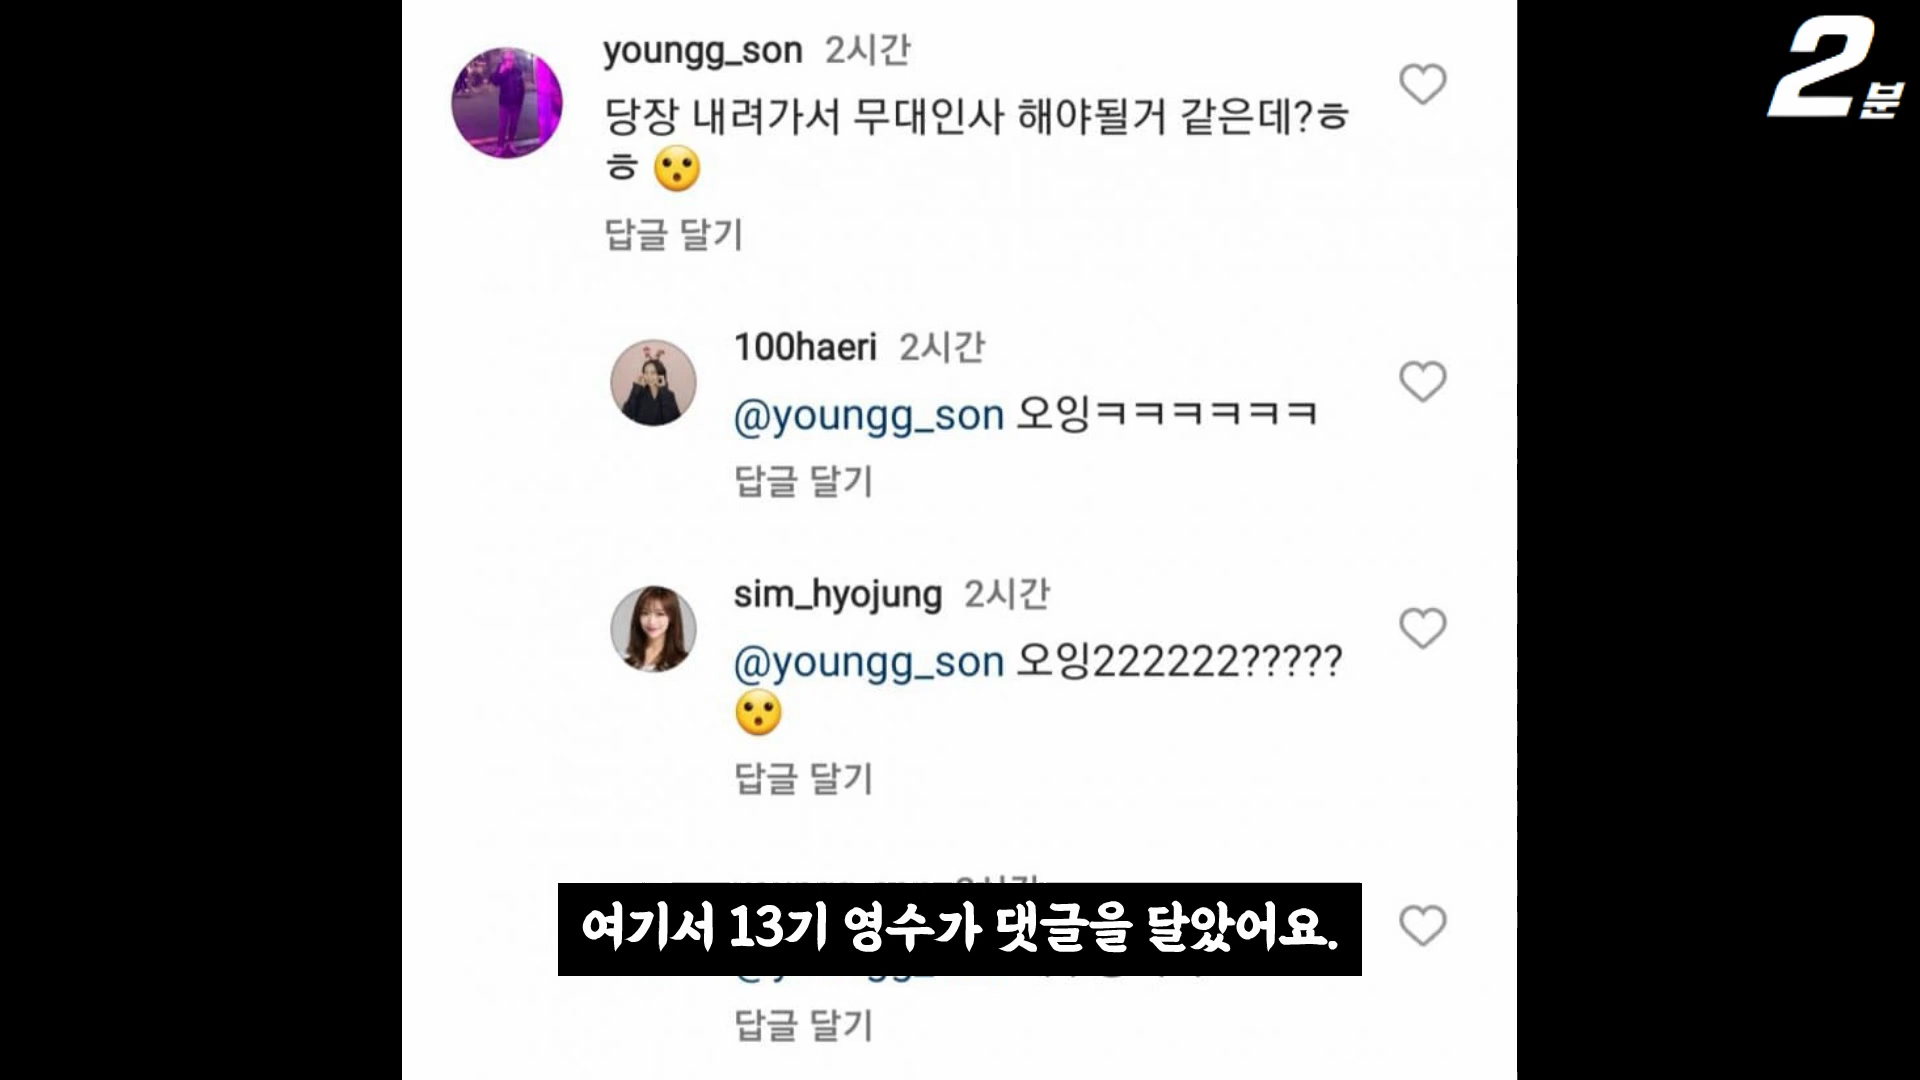 2분
youngg_son 2시간
당장 내려가서 무대인사 해야될거 같은데?ㅎ
ㅎ 😮
답글 달기
100haeri 2시간
@youngg_son 오잉ㅋㅋㅋㅋㅋㅋ
답글 달기
sim_hyojung 2시간
@youngg_son 오잉222222?????
😮
답글 달기
여기서 13기 영수가 댓글을 달았어요.
답글 달기